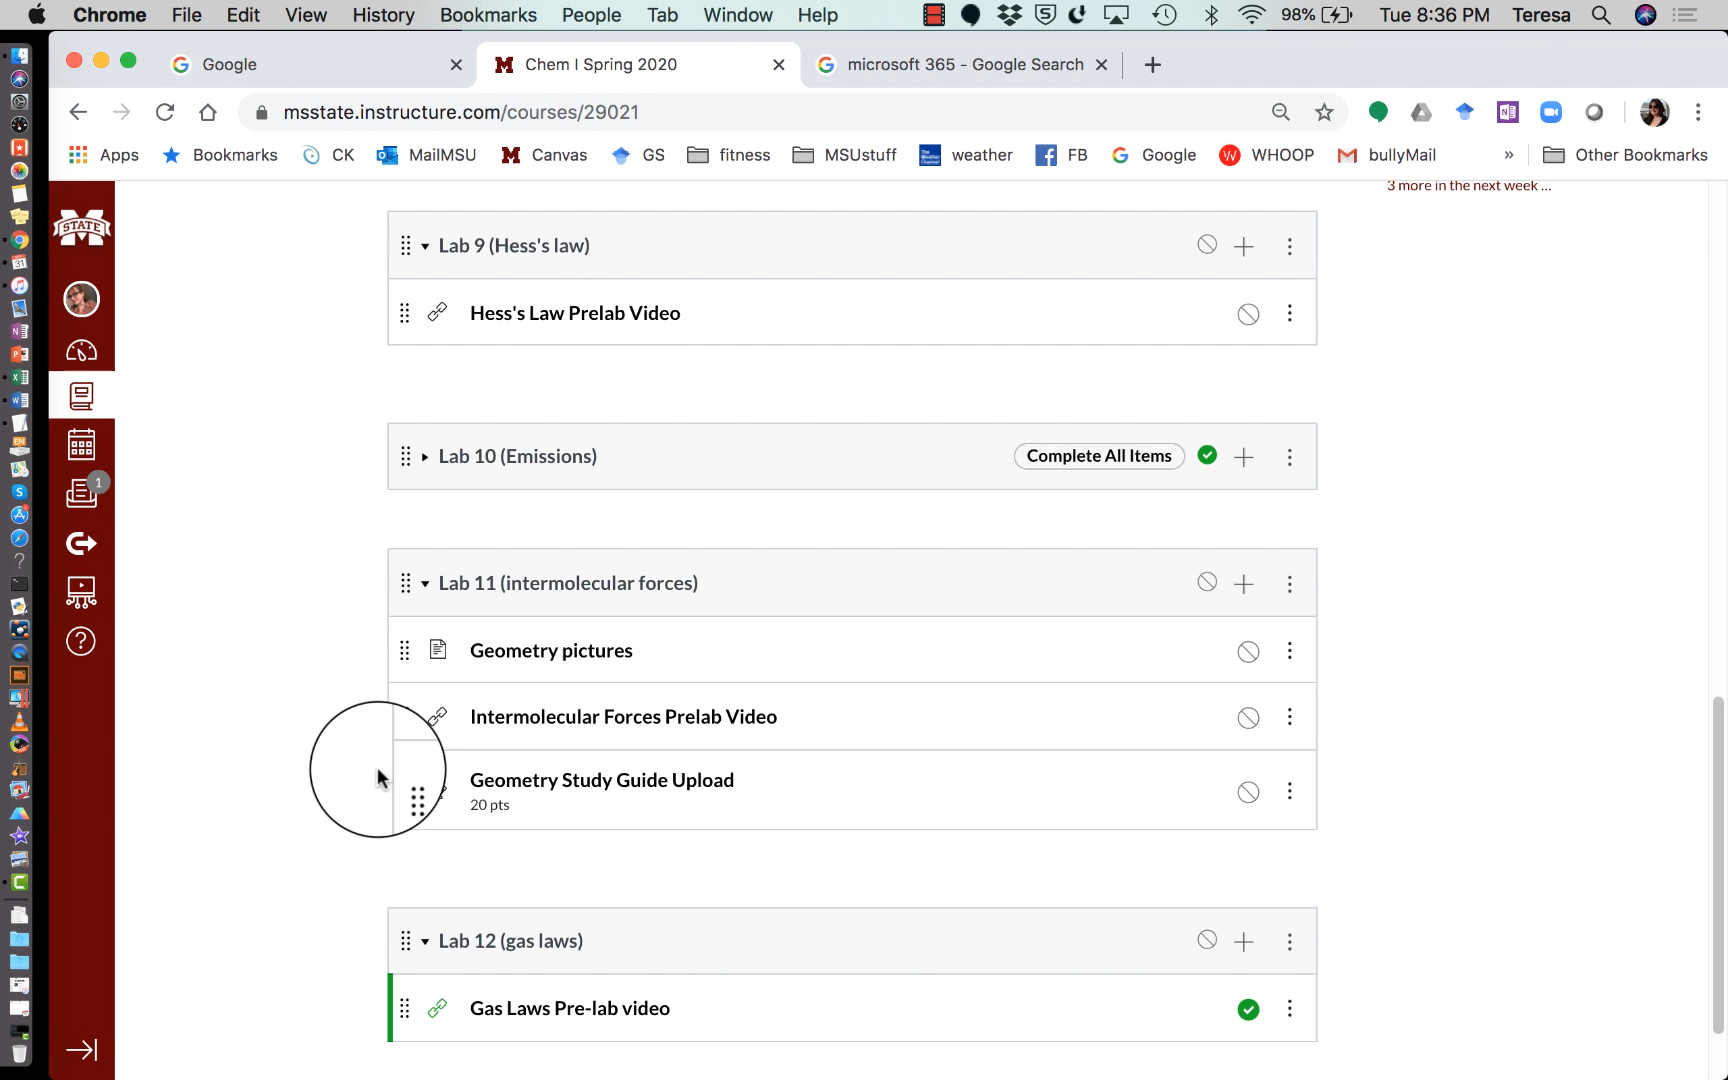 Chrome File Edit View History Bookmarks People Tab Window Help 98% Tue 8:36 PM Teresa
Google Chem I Spring 2020 microsoft 365 - Google Search
msstate.instructure.com/courses/29021
Apps Bookmarks CK MailMSU Canvas GS fitness MSUstuff weather FB Google WHOOP bullyMail » Other Bookmarks
3 more in the next week ...
STATE
Lab 9 (Hess's law)
Hess's Law Prelab Video
Lab 10 (Emissions) Complete All Items
1
Lab 11 (intermolecular forces)
Geometry pictures
Intermolecular Forces Prelab Video
Geometry Study Guide Upload
20 pts
Lab 12 (gas laws)
Gas Laws Pre-lab video